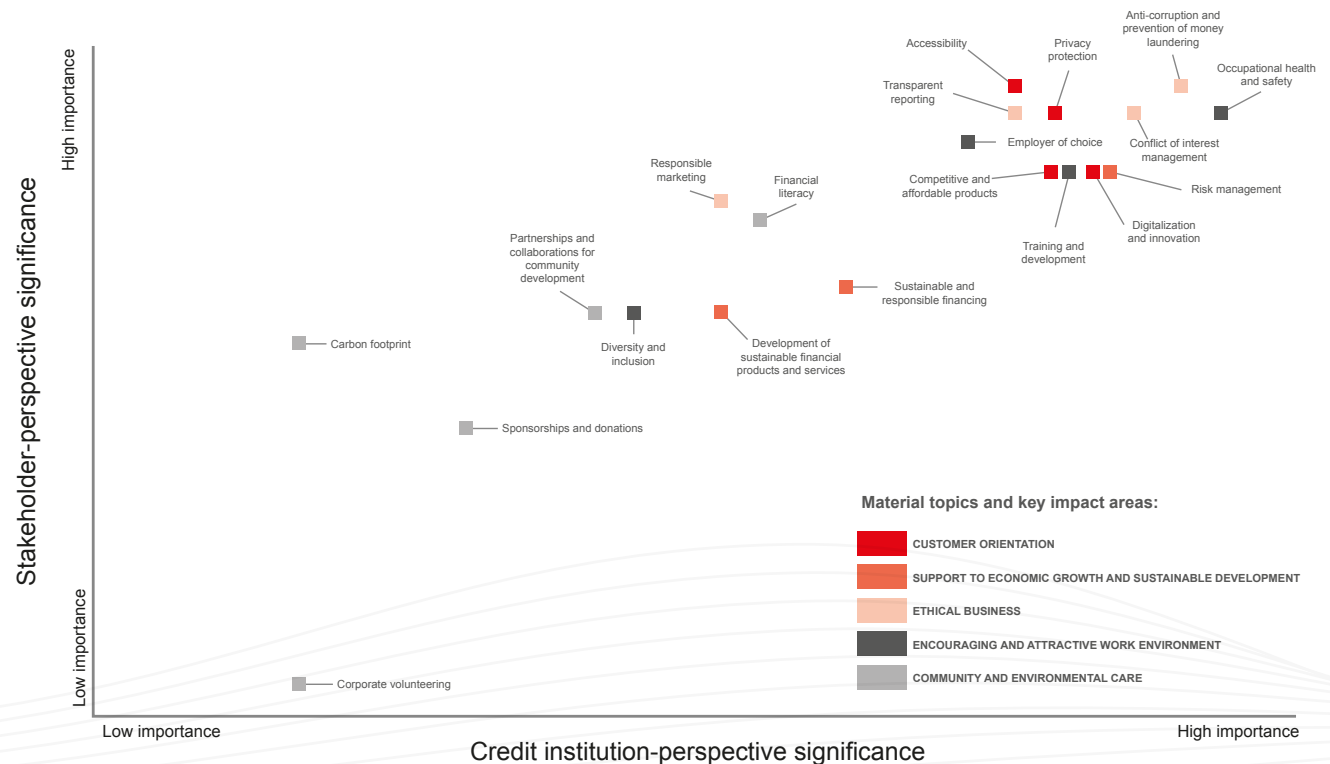 Anti-corruption and
prevention of money
laundering
Accessibility
Privacy
protection
Occupational health
and safety
Transparent
reporting
Employer of choice
Conflict of interest
management
Responsible
marketing
Financial
literacy
Competitive and
affordable products
Risk management
Digitalization
and innovation
Training and
development
Partnerships and
collaborations for
community
development
Sustainable and
responsible financing
Diversity and
inclusion
Development of
sustainable financial
products and services
Carbon footprint
Sponsorships and donations
Corporate volunteering
High importance
Stakeholder-perspective significance
Low importance
Material topics and key impact areas:
CUSTOMER ORIENTATION
SUPPORT TO ECONOMIC GROWTH AND SUSTAINABLE DEVELOPMENT
ETHICAL BUSINESS
ENCOURAGING AND ATTRACTIVE WORK ENVIRONMENT
COMMUNITY AND ENVIRONMENTAL CARE
Low importance
High importance
Credit institution-perspective significance